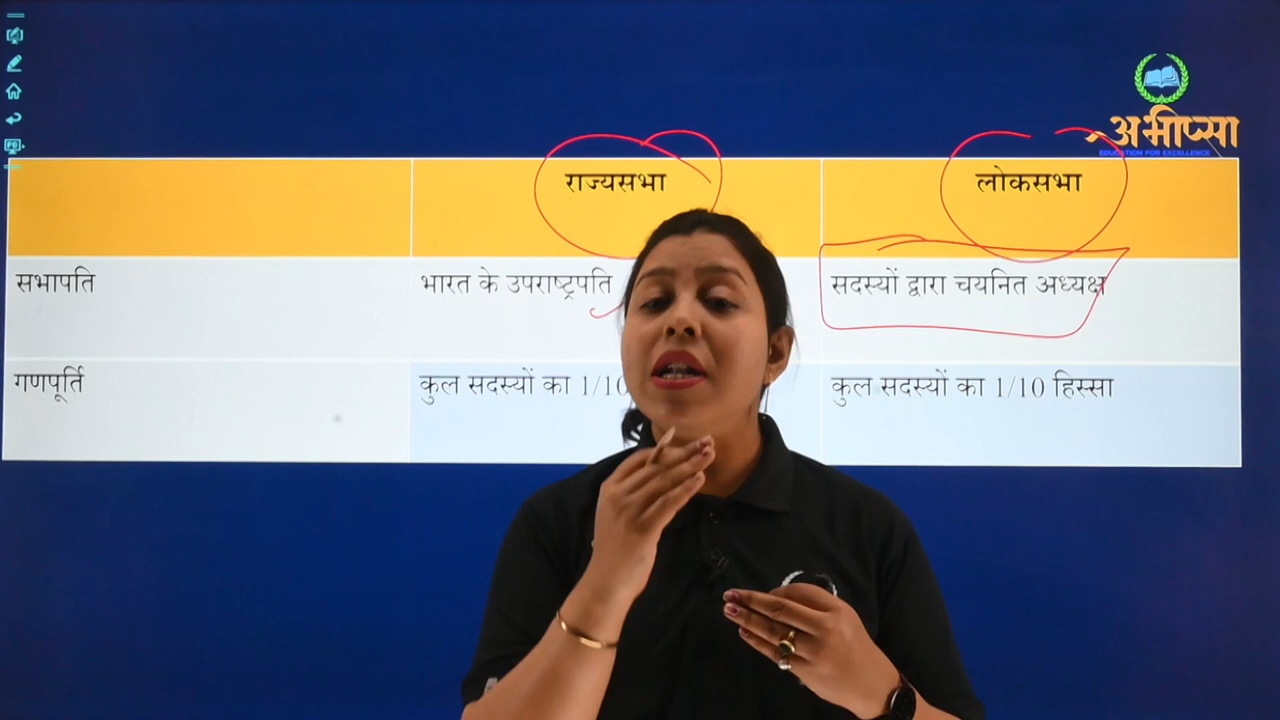 अभीप्सा
EDUCATION FOR EXCELLENCE
राज्यसभा
लोकसभा
सभापति
भारत के उपराष्ट्रपति
सदस्यों द्वारा चयनित अध्यक्ष
गणपूर्ति
कुल सदस्यों का 1/10
कुल सदस्यों का 1/10 हिस्सा